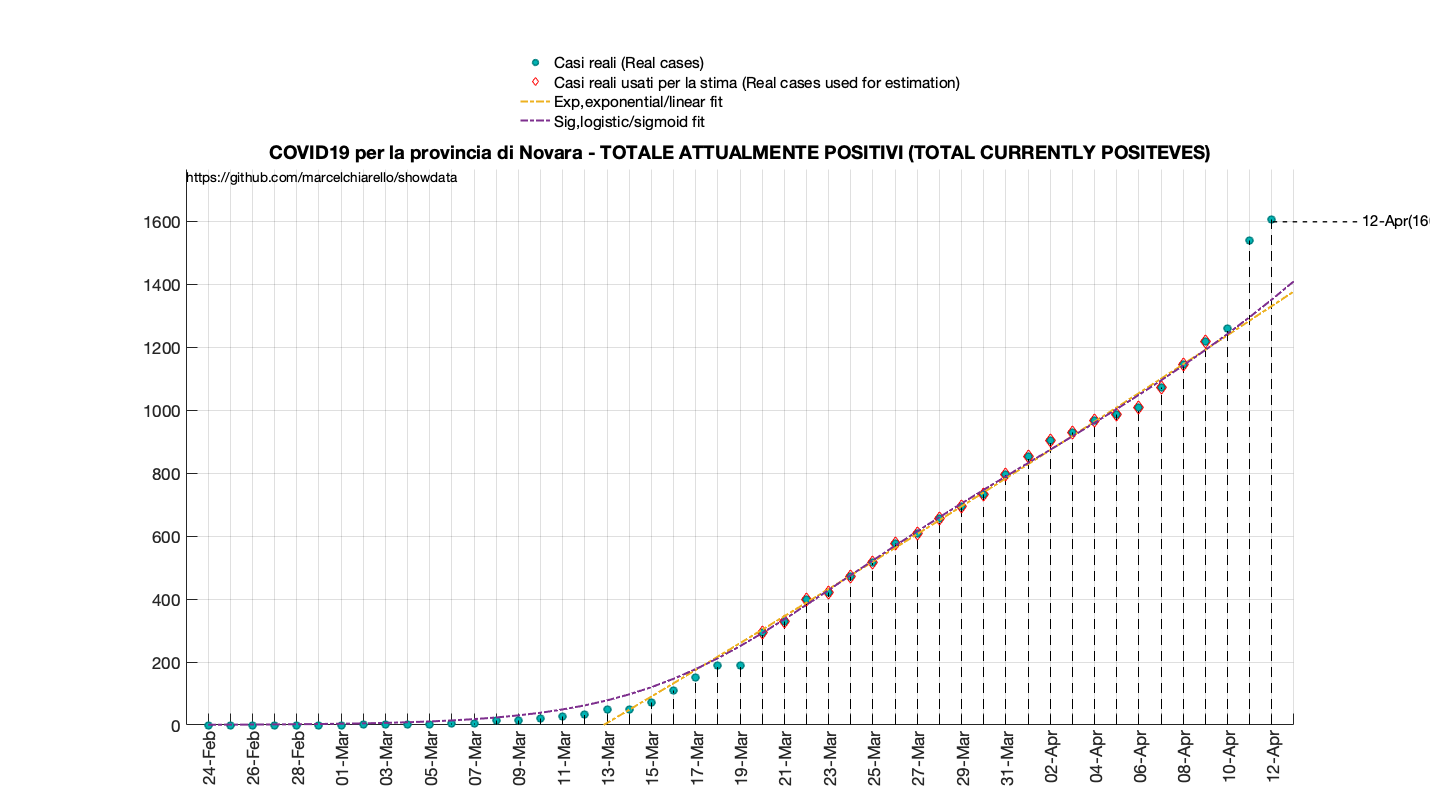 Casi reali (Real cases)
Casi reali usati per la stima (Real cases used for estimation)
Exp,exponential/linear fit
Sig,logistic/sigmoid fit
COVID19 per la provincia di Novara - TOTALE ATTUALMENTE POSITIVI (TOTAL CURRENTLY POSITEVES)
https://github.com/marcelchiarello/showdata
1600
12-Apr(16
1400
1200
1000
800
600
400
200
0
24-Feb
26-Feb
28-Feb
01-Mar
03-Mar
05-Mar
07-Mar
09-Mar
11-Mar
13-Mar
15-Mar
17-Mar
19-Mar
21-Mar
23-Mar
25-Mar
27-Mar
29-Mar
31-Mar
02-Apr
04-Apr
06-Apr
08-Apr
10-Apr
12-Apr